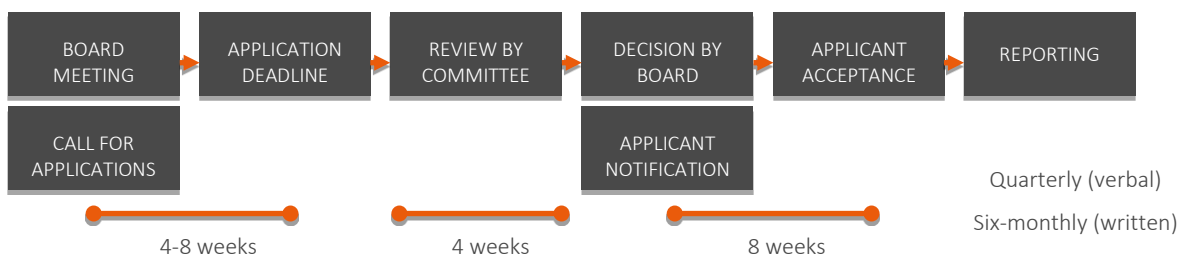 BOARD
MEETING
APPLICATION
DEADLINE
REVIEW BY
COMMITTEE
DECISION BY
BOARD
APPLICANT
ACCEPTANCE
REPORTING
CALL FOR
APPLICATIONS
APPLICANT
NOTIFICATION
Quarterly (verbal)
Six-monthly (written)
4-8 weeks
4 weeks
8 weeks